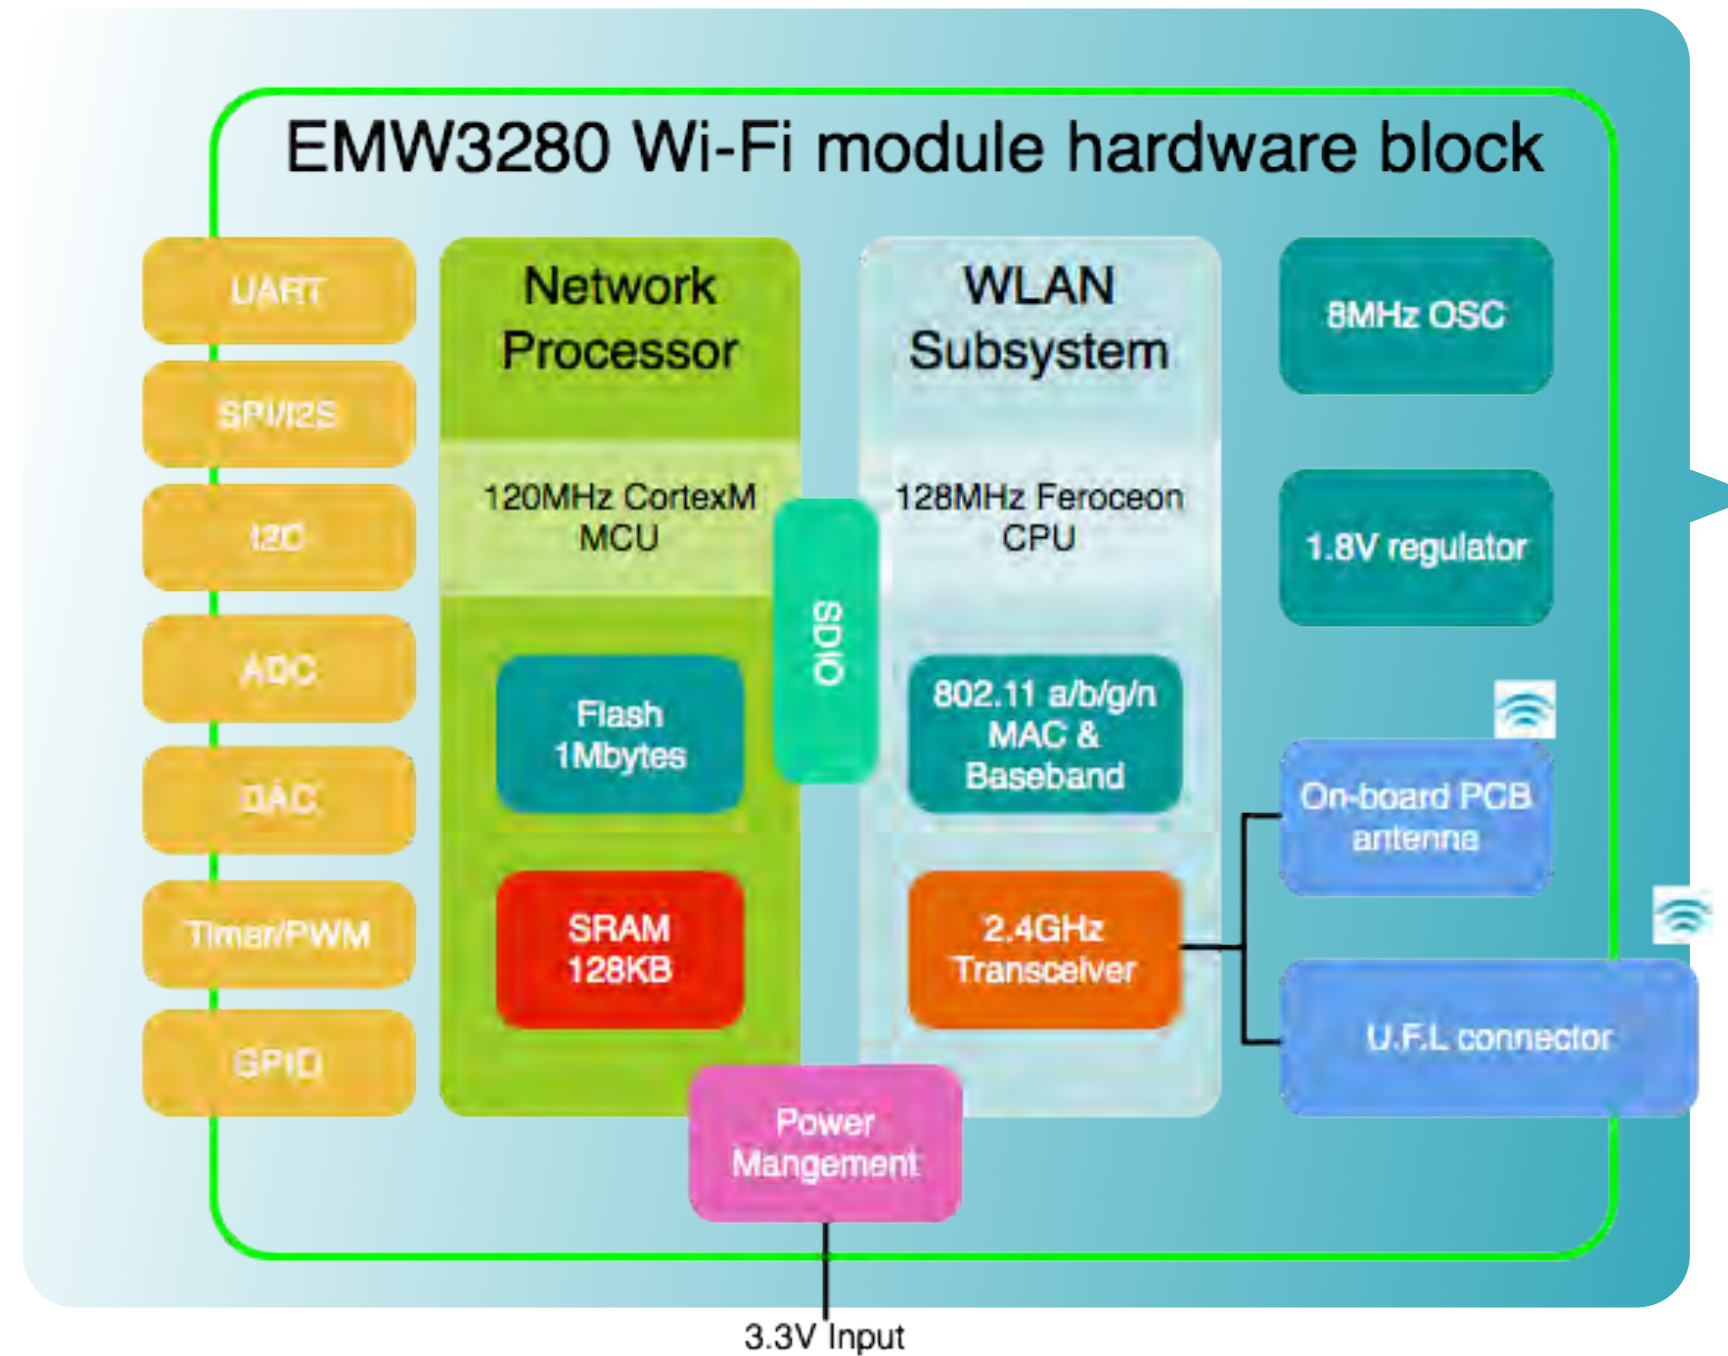 EMW3280 Wi-Fi module hardware block
UART
SPI/I2S
I2C
ADC
DAC
Timer/PWM
GPIO
Network
Processor
120MHz CortexM
MCU
Flash
1Mbytes
SRAM
128KB
SDIO
WLAN
Subsystem
128MHz Feroceon
CPU
802.11 a/b/g/n
MAC &
Baseband
2.4GHz
Transceiver
8MHz OSC
1.8V regulator
On-board PCB
antenna
U.F.L connector
Power
Mangement
3.3V Input